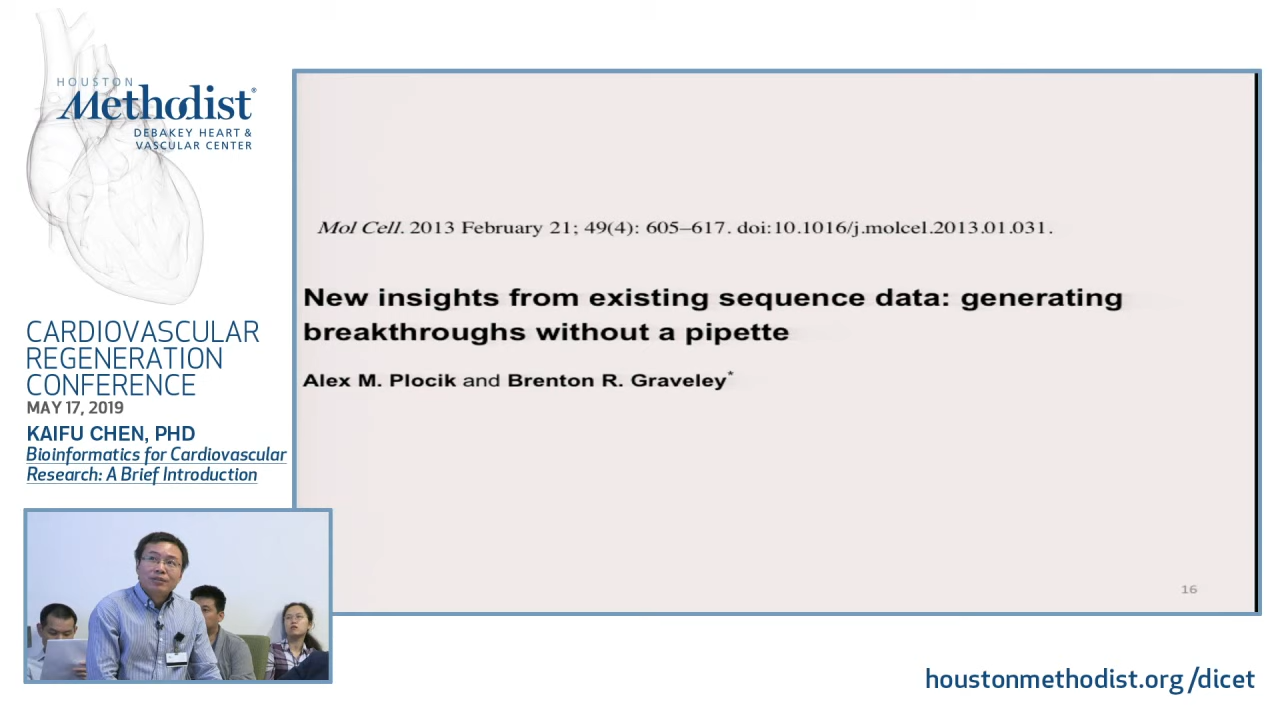 HOUSTON
Methodist®
DEBAKEY HEART &
VASCULAR CENTER
CARDIOVASCULAR
REGENERATION
CONFERENCE
MAY 17, 2019
KAIFU CHEN, PHD
Bioinformatics for Cardiovascular
Research: A Brief Introduction
Mol Cell. 2013 February 21; 49(4): 605–617. doi:10.1016/j.molcel.2013.01.031.
New insights from existing sequence data: generating
breakthroughs without a pipette
Alex M. Plocik and Brenton R. Graveley*
16
houstonmethodist.org/dicet